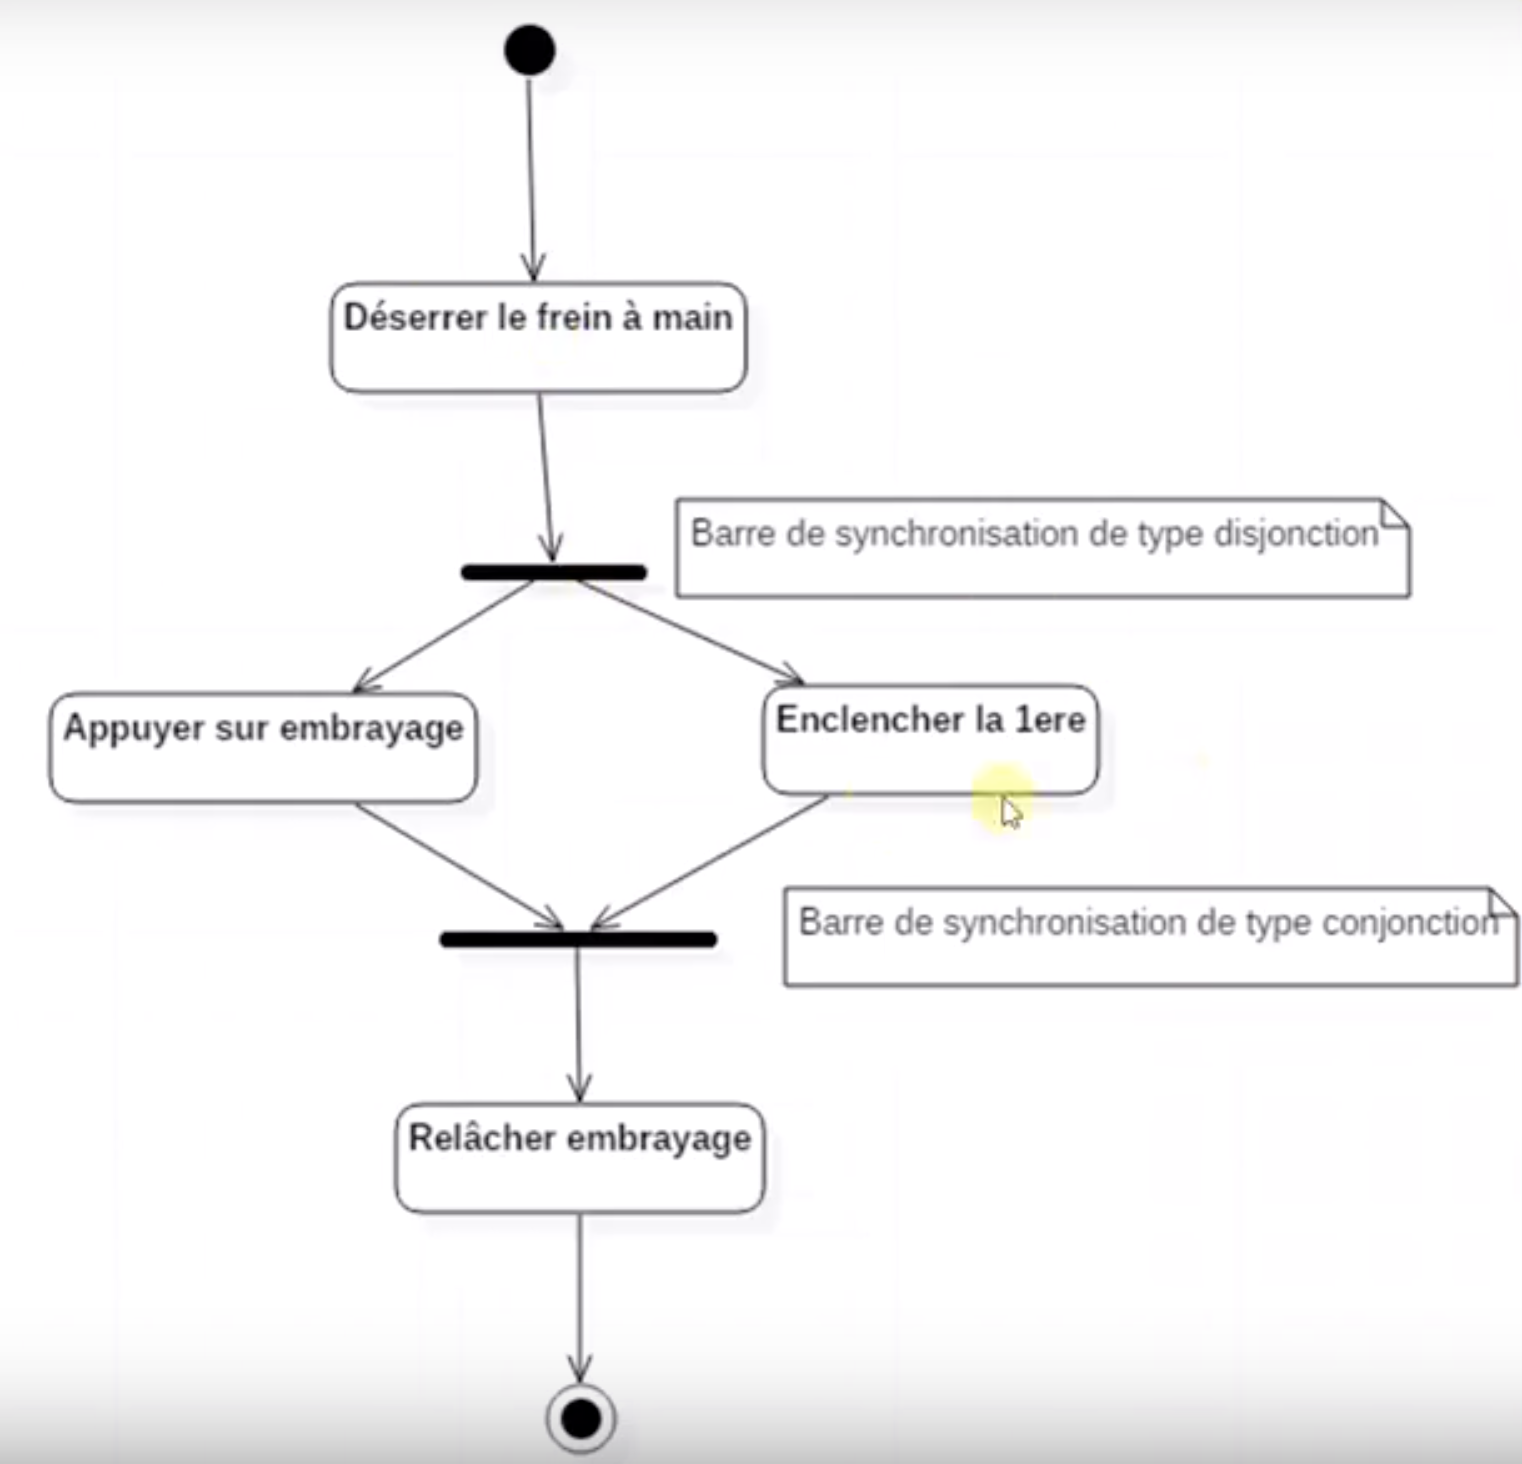 Déserrer le frein à main
Barre de synchronisation de type disjonction
Appuyer sur embrayage
Enclencher la 1ere
Barre de synchronisation de type conjonction
Relâcher embrayage